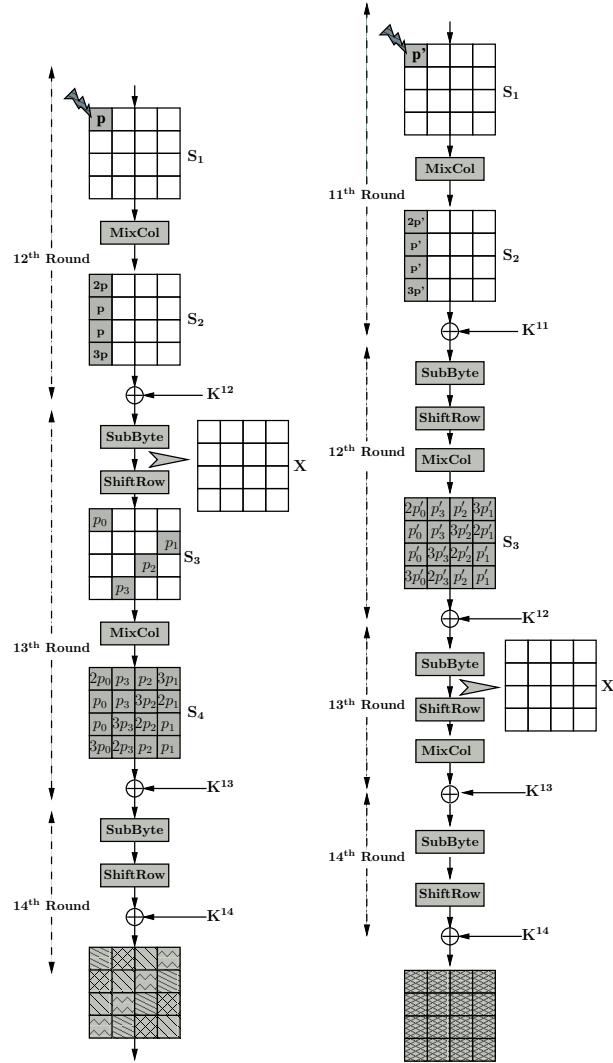 p
S1
MixCol
12th Round
2p
p
p
3p
S2
K12
SubByte
X
ShiftRow
p0
p1
p2
p3
S3
MixCol
13th Round
2p0 p3 p2 3p1
p0 p3 3p2 2p1
p0 3p3 2p2 p1
3p0 2p3 p2 p1
S4
K13
SubByte
ShiftRow
14th Round
K14
p'
S1
MixCol
11th Round
2p'
p'
p'
3p'
S2
K11
SubByte
ShiftRow
12th Round
MixCol
2p'0 p'3 p'2 3p'1
p'0 p'3 3p'2 2p'1
p'0 3p'3 2p'2 p'1
3p'0 2p'3 p'2 p'1
S3
K12
SubByte
X
13th Round
ShiftRow
MixCol
K13
SubByte
14th Round
ShiftRow
K14